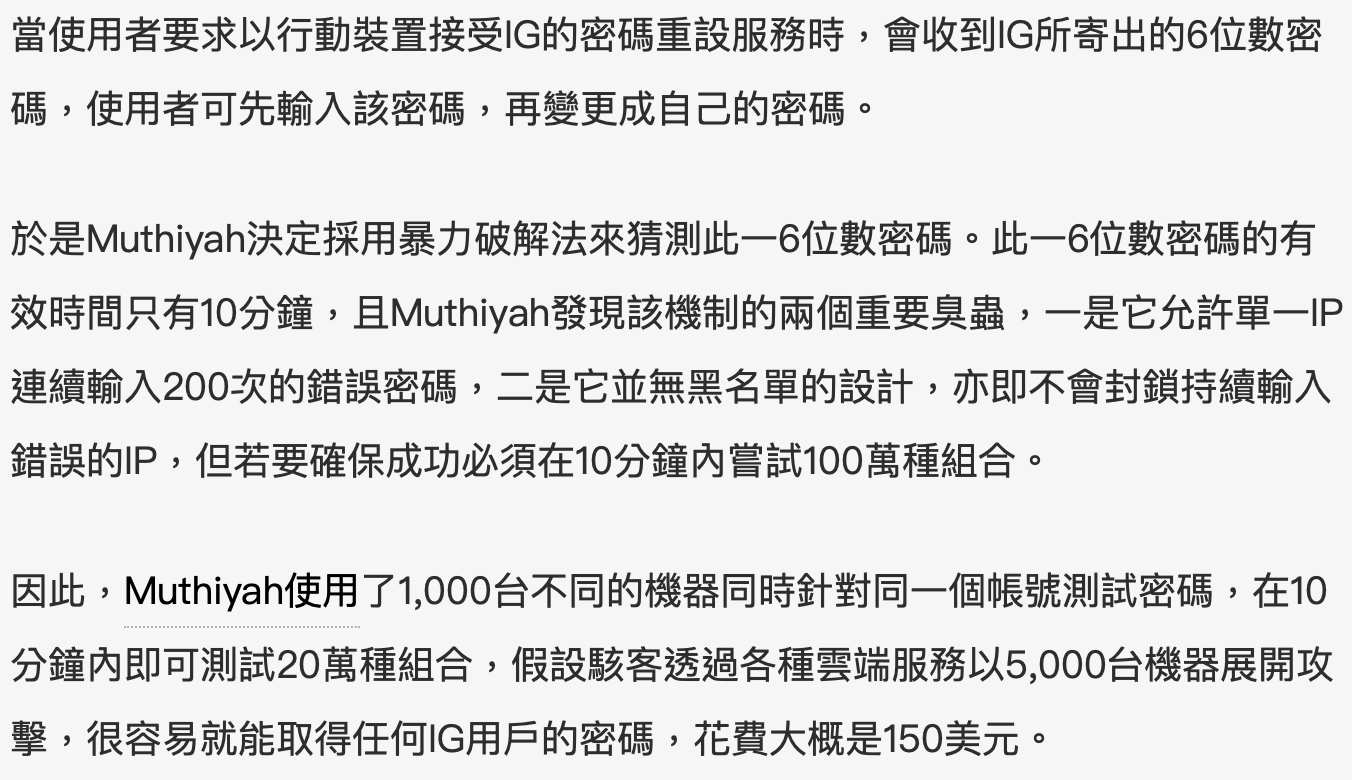 當使用者要求以行動裝置接受IG的密碼重設服務時，會收到IG所寄出的6位數密
碼，使用者可先輸入該密碼，再變更成自己的密碼。
於是Muthiyah決定採用暴力破解法來猜測此一6位數密碼。此一6位數密碼的有
效時間只有10分鐘，且Muthiyah發現該機制的兩個重要臭蟲，一是它允許單一IP
連續輸入200次的錯誤密碼，二是它並無黑名單的設計，亦即不會封鎖持續輸入
錯誤的IP，但若要確保成功必須在10分鐘內嘗試100萬種組合。
因此，Muthiyah使用了1,000台不同的機器同時針對同一個帳號測試密碼，在10
分鐘內即可測試20萬種組合，假設駭客透過各種雲端服務以5,000台機器展開攻
擊，很容易就能取得任何IG用戶的密碼，花費大概是150美元。